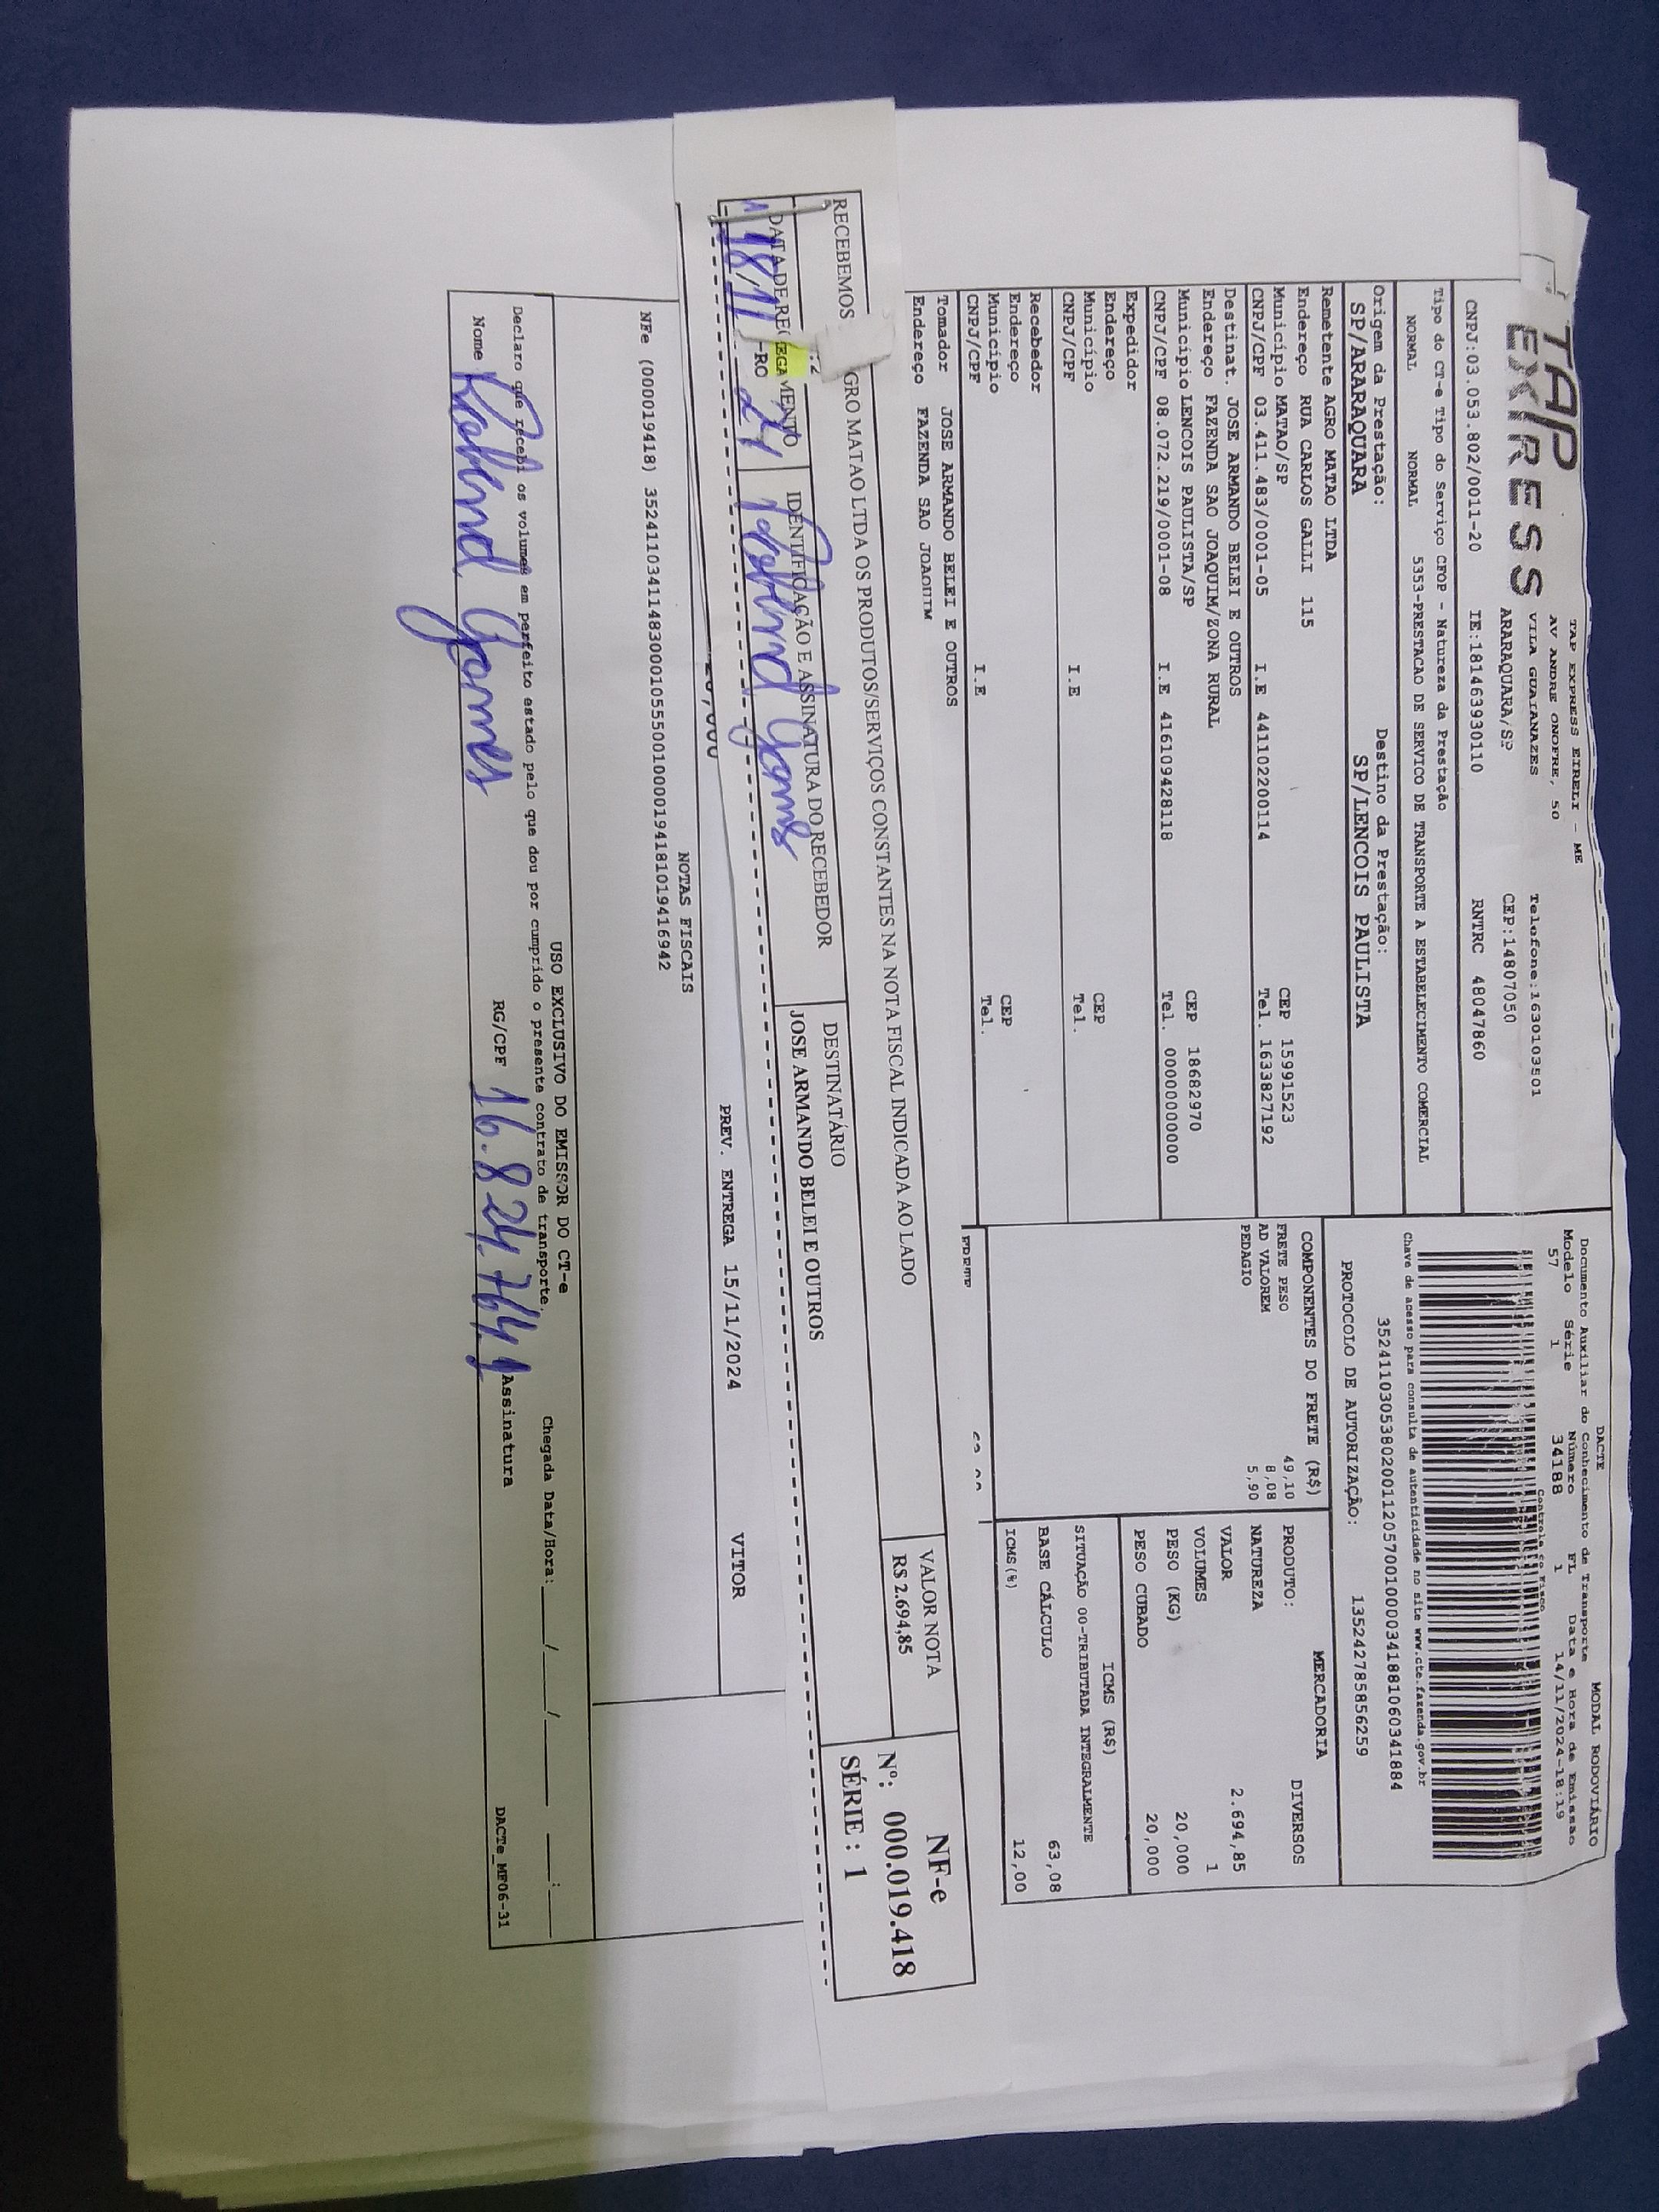 TAP EXPRESS
TAP EXPRESS EIRELI - ME
AV ANDRE ONOFRE, 50
VILA GUAIANAZES
ARARAQUARA/SP
Telefone:1630103501
CEP:14807050
CNPJ:03.053.802/0011-20 IE:181463930110 RNTRC 48047860
DACTE
Documento Auxiliar do Conhecimento de Transporte
MODAL RODOVIÁRIO
Modelo Série Número FL Data e Hora de Emissão
57 1 34188 1 14/11/2024-18:19
Controle do Fisco
Tipo do CT-e Tipo do Serviço CFOP - Natureza da Prestação
NORMAL NORMAL 5353-PRESTACAO DE SERVICO DE TRANSPORTE A ESTABELECIMENTO COMERCIAL
Chave de acesso para consulta de autenticidade no site www.cte.fazenda.gov.br
35241103053802001120570010000341881060341884
Origem da Prestação: Destino da Prestação:
SP/ARARAQUARA SP/LENCOIS PAULISTA
PROTOCOLO DE AUTORIZAÇÃO: 135242785856259
Remetente AGRO MATAO LTDA
Endereço RUA CARLOS GALLI 115
Município MATAO/SP CEP 15991523
CNPJ/CPF 03.411.483/0001-05 I.E 441102200114 Tel. 1633827192
Destinat. JOSE ARMANDO BELEI E OUTROS
Endereço FAZENDA SAO JOAQUIM/ZONA RURAL
Município LENCOIS PAULISTA/SP CEP 18682970
CNPJ/CPF 08.072.219/0001-08 I.E 416109428118 Tel. 00000000000
Expedidor
Endereço
Município CEP
CNPJ/CPF I.E Tel.
Recebedor
Endereço
Município CEP
CNPJ/CPF I.E Tel.
Tomador JOSE ARMANDO BELEI E OUTROS
Endereço FAZENDA SAO JOAQUIM
COMPONENTES DO FRETE (R$)
FRETE PESO 49,10
AD VALOREM 8,08
PEDAGIO 5,90
MERCADORIA
PRODUTO: DIVERSOS
NATUREZA
VALOR 2.694,85
VOLUMES 1
PESO (KG) 20,000
PESO CUBADO 20,000
ICMS (R$)
SITUAÇÃO 00-TRIBUTADA INTEGRALMENTE
BASE CÁLCULO 63,08
ICMS(%) 12,00
RECEBEMOS GRO MATAO LTDA OS PRODUTOS/SERVIÇOS CONSTANTES NA NOTA FISCAL INDICADA AO LADO
VALOR NOTA
R$ 2.694,85
NF-e
Nº: 000.019.418
SÉRIE : 1
IDENTIFICAÇÃO E ASSINATURA DO RECEBEDOR
DESTINATÁRIO
JOSE ARMANDO BELEI E OUTROS
PREV. ENTREGA 15/11/2024 VITOR
NOTAS FISCAIS
NFe (000019418) 35241103411483000105550010000194181019416942
USO EXCLUSIVO DO EMISSOR DO CT-e
Declaro que recebi os volumes em perfeito estado pelo que dou por cumprido o presente contrato de transporte.
Chegada Data/Hora: ___/___/_____ ___:___
Nome RG/CPF 16.824.764 Assinatura
DACTe_MF06-31